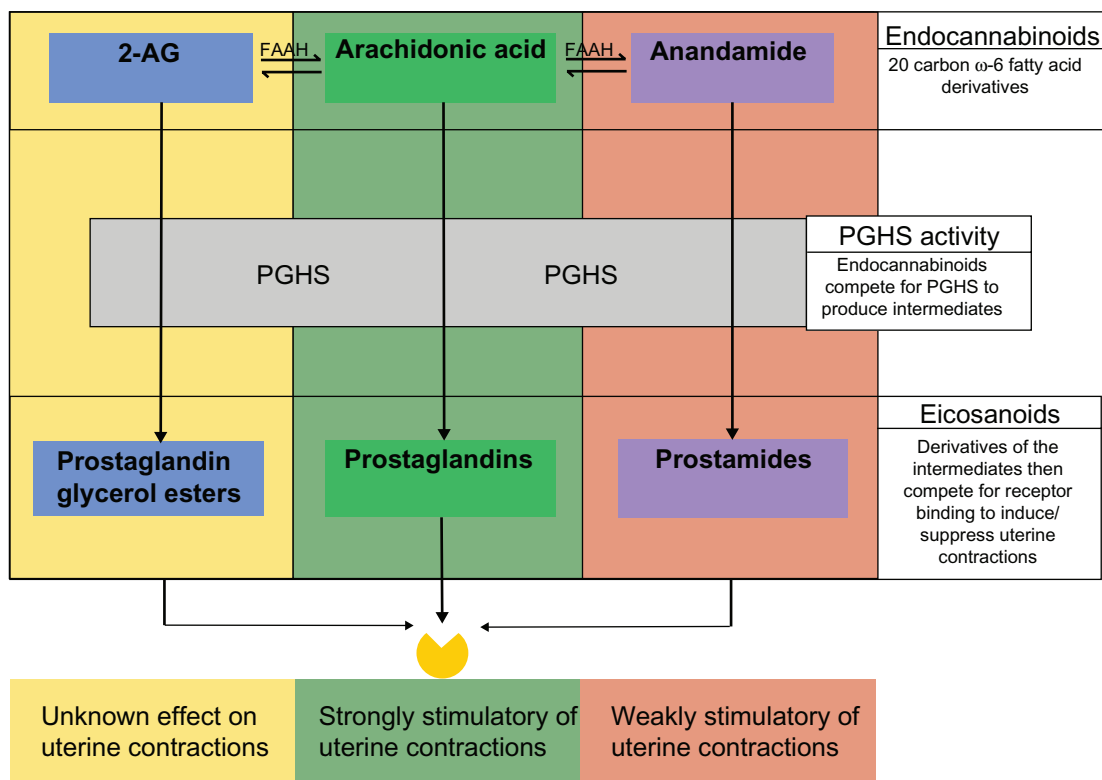 2-AG
FAAH
Arachidonic acid
FAAH
Anandamide
Endocannabinoids
20 carbon ω-6 fatty acid
derivatives
PGHS
PGHS
PGHS activity
Endocannabinoids
compete for PGHS to
produce intermediates
Prostaglandin
glycerol esters
Prostaglandins
Prostamides
Eicosanoids
Derivatives of the
intermediates then
compete for receptor
binding to induce/
suppress uterine
contractions
Unknown effect on
uterine contractions
Strongly stimulatory of
uterine contractions
Weakly stimulatory of
uterine contractions